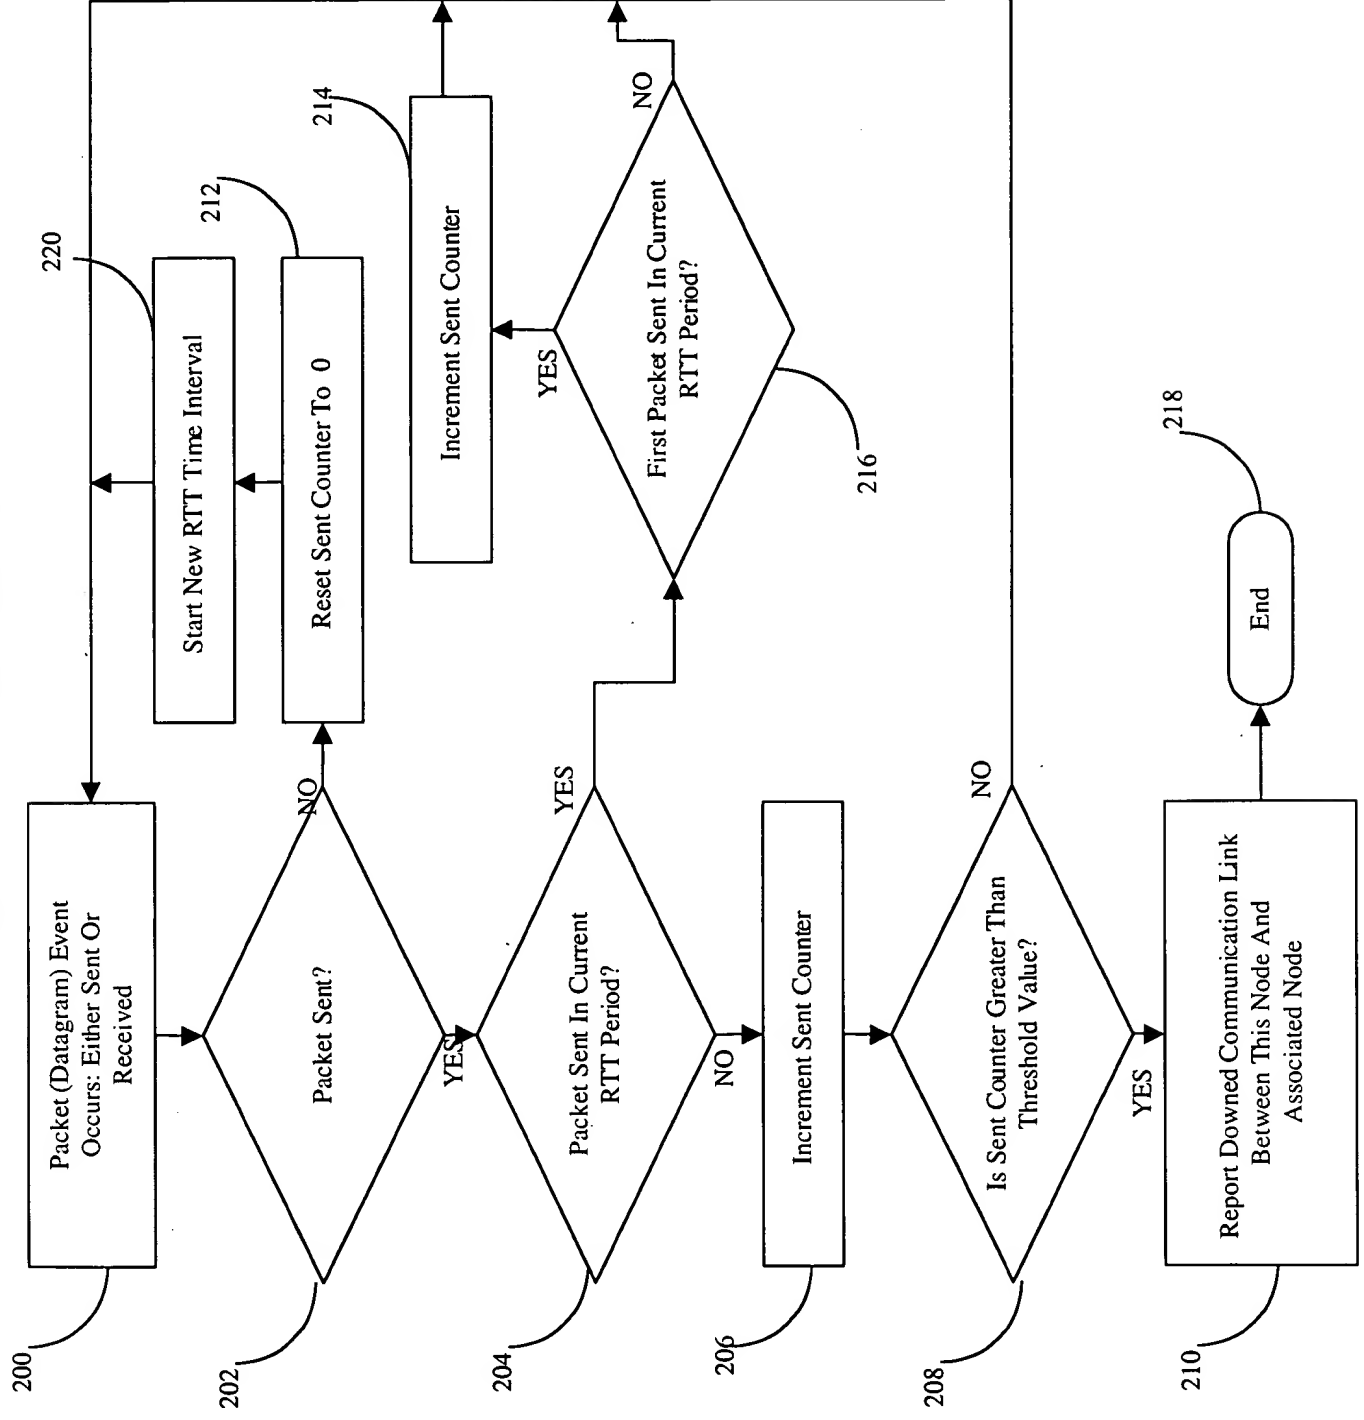 200
Packet (Datagram) Event
Occurs: Either Sent Or
Received
220
Start New RTT Time Interval
202
Packet Sent?
NO
YES
212
Reset Sent Counter To 0
214
Increment Sent Counter
204
Packet Sent In Current
RTT Period?
YES
NO
YES
First Packet Sent In Current
RTT Period?
NO
216
206
Increment Sent Counter
208
Is Sent Counter Greater Than
Threshold Value?
NO
YES
210
Report Downed Communication Link
Between This Node And
Associated Node
218
End